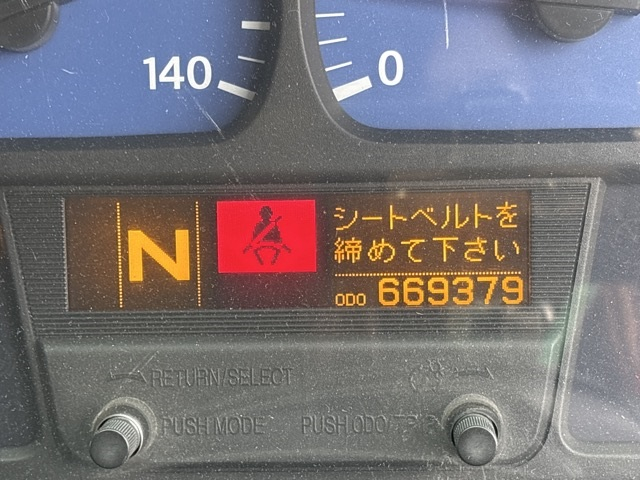 140
0
N
シートベルトを
締めて下さい
ODO 669379
RETURN/SELECT
PUSH MODE
PUSH ODO/TRIP